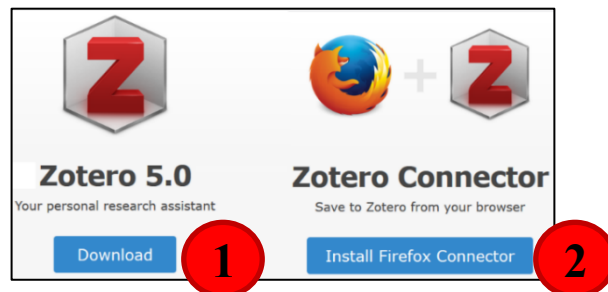 Z
Zotero 5.0
Your personal research assistant
Download
1
+
Z
Zotero Connector
Save to Zotero from your browser
Install Firefox Connector
2